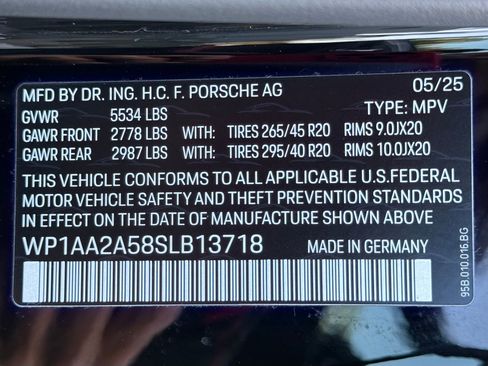 MFD BY DR. ING. H.C. F. PORSCHE AG 05/25
GVWR 5534 LBS TYPE: MPV
GAWR FRONT 2778 LBS WITH: TIRES 265/45 R20 RIMS 9.0JX20
GAWR REAR 2987 LBS WITH: TIRES 295/40 R20 RIMS 10.0JX20
THIS VEHICLE CONFORMS TO ALL APPLICABLE U.S.FEDERAL
MOTOR VEHICLE SAFETY AND THEFT PREVENTION STANDARDS
IN EFFECT ON THE DATE OF MANUFACTURE SHOWN ABOVE
WP1AA2A58SLB13718 MADE IN GERMANY
95B.010.016.BG